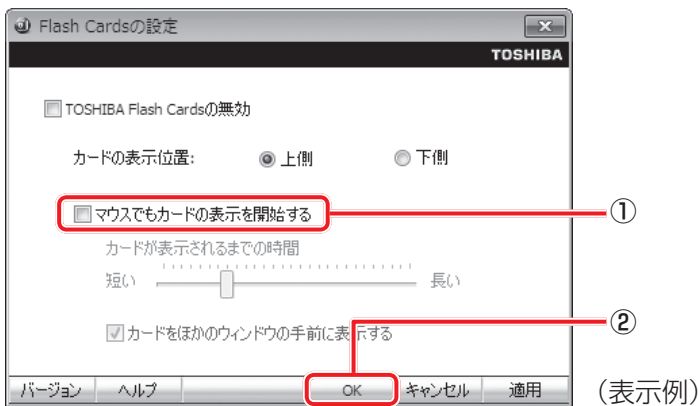 Flash Cardsの設定
TOSHIBA
TOSHIBA Flash Cardsの無効
カードの表示位置: 上側 下側
マウスでもカードの表示を開始する ①
カードが表示されるまでの時間
短い 長い
②
カードをほかのウィンドウの手前に表示する
バージョン ヘルプ OK キャンセル 適用 （表示例）